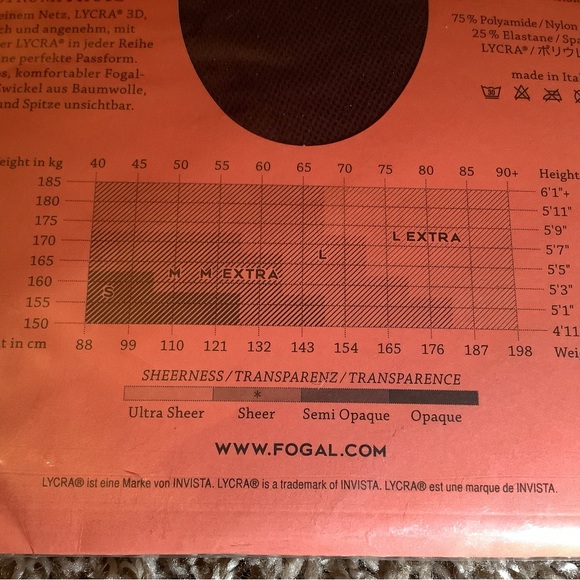 einem Netz, LYCRA® 3D,
ch und angenehm, mit
er LYCRA® in jeder Reihe
ne perfekte Passform.
s, komfortabler Fogal-
wickel aus Baumwolle,
und Spitze unsichtbar.
75% Polyamide/Nylon
25% Elastane/Spa
LYCRA®/ポリウレ
made in Ital
30
eight in kg 40 45 50 55 60 65 70 75 80 85 90+ Height
185 6'1"+
180 5'11"
175 5'9"
170 L EXTRA 5'7"
165 L 5'5"
160 S M M EXTRA 5'3"
155 5'1"
150 4'11
t in cm 88 99 110 121 132 143 154 165 176 187 198 Wei
SHEERNESS/TRANSPARENZ/TRANSPARENCE
*
Ultra Sheer Sheer Semi Opaque Opaque
WWW.FOGAL.COM
LYCRA® ist eine Marke von INVISTA. LYCRA® is a trademark of INVISTA. LYCRA® est une marque de INVISTA.